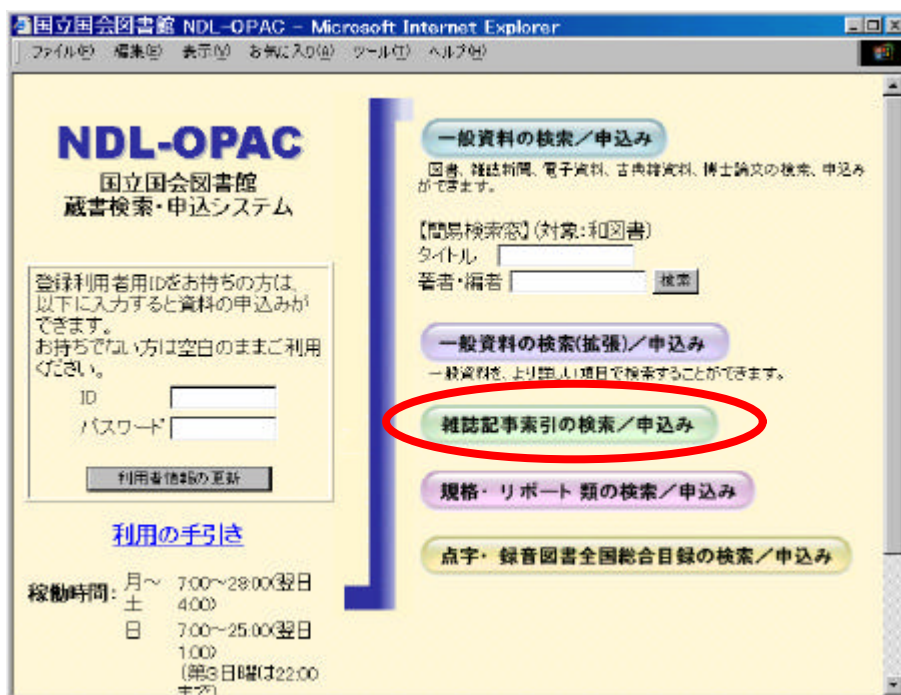 国立国会図書館 NDL-OPAC - Microsoft Internet Explorer
ファイル(F) 編集(E) 表示(V) お気に入り(A) ツール(T) ヘルプ(H)
NDL-OPAC
国立国会図書館
蔵書検索・申込システム
登録利用者用IDをお持ちの方は、
以下に入力すると資料の申込みが
できます。
お持ちでない方は空白のままご利用
ください。
ID
パスワード
利用者情報の更新
利用の手引き
稼働時間:
月~
土
7:00~28:00(翌日
4:00)
日
7:00~25:00(翌日
1:00)
(第3日曜は22:00
まで)
一般資料の検索/申込み
図書、雑誌新聞、電子資料、古典籍資料、博士論文の検索、申込み
ができます。
【簡易検索窓】(対象:和図書)
タイトル
著者・編者
検索
一般資料の検索(拡張)/申込み
一般資料を、より詳しい項目で検索することができます。
雑誌記事索引の検索/申込み
規格・リポート 類の検索/申込み
点字・録音図書全国総合目録の検索/申込み